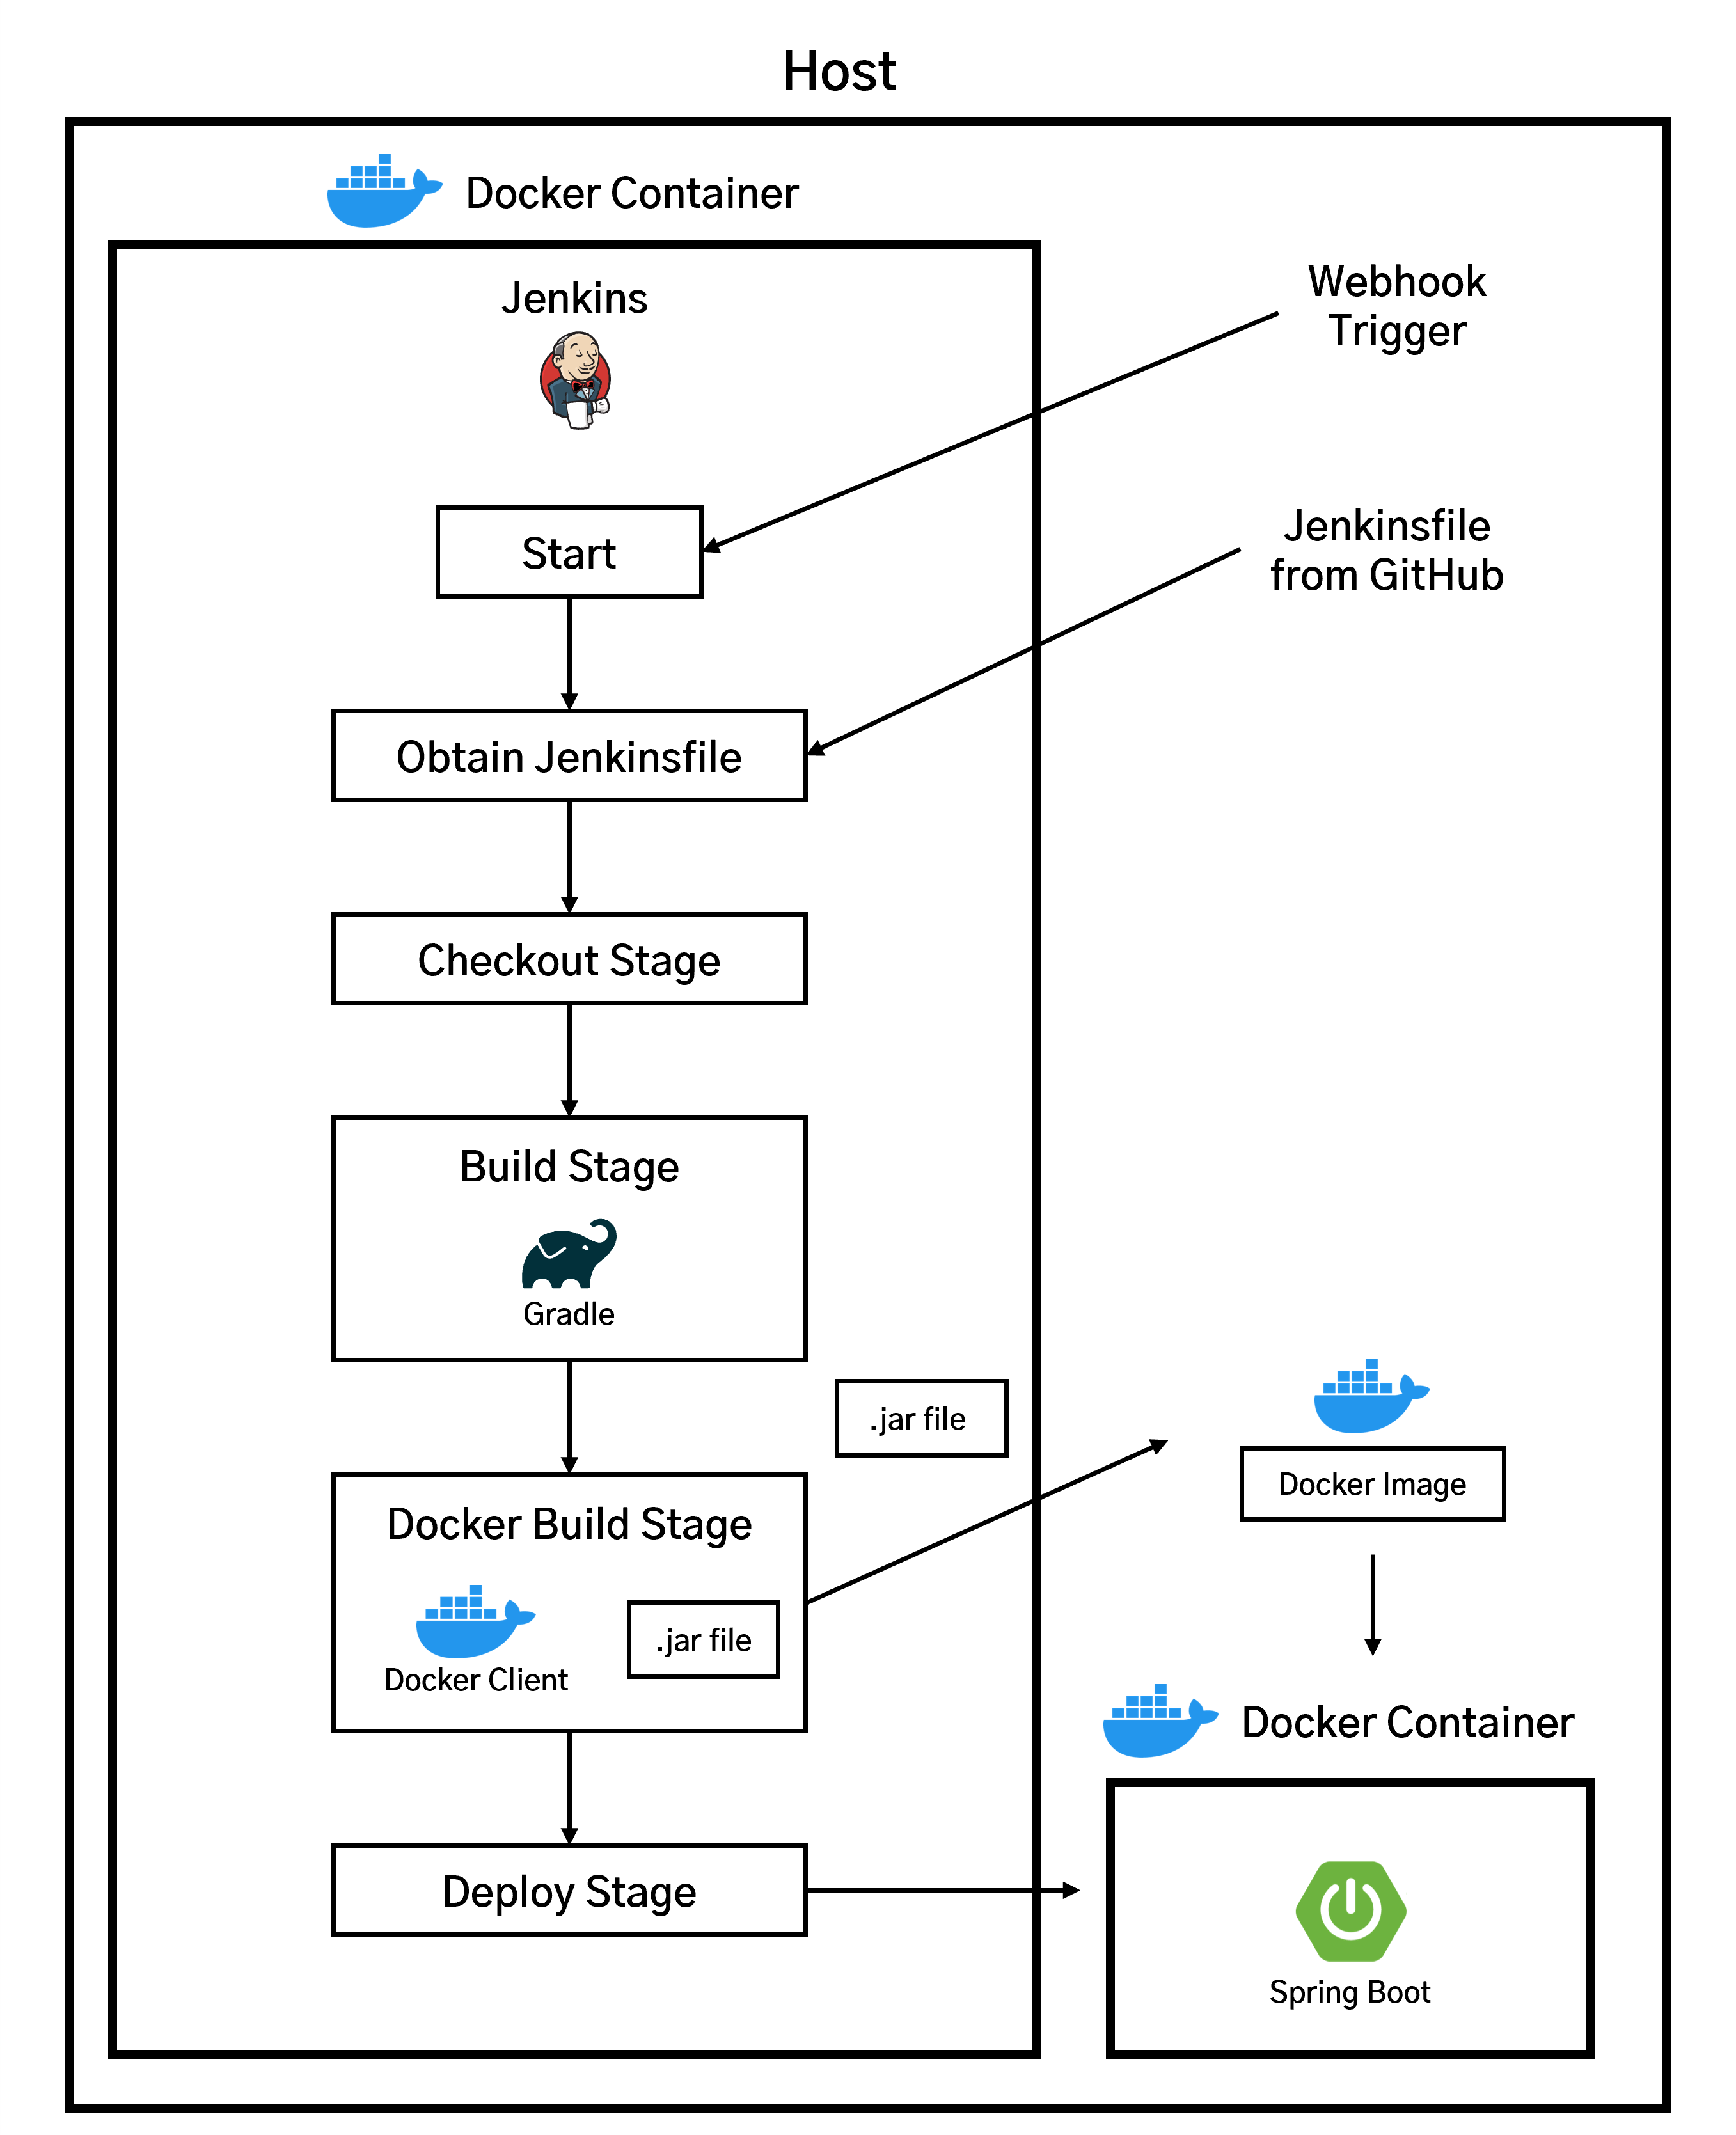 Host
Docker Container
Jenkins
Webhook
Trigger
Start
Jenkinsfile
from GitHub
Obtain Jenkinsfile
Checkout Stage
Build Stage
Gradle
.jar file
Docker Image
Docker Build Stage
.jar file
Docker Client
Docker Container
Deploy Stage
Spring Boot